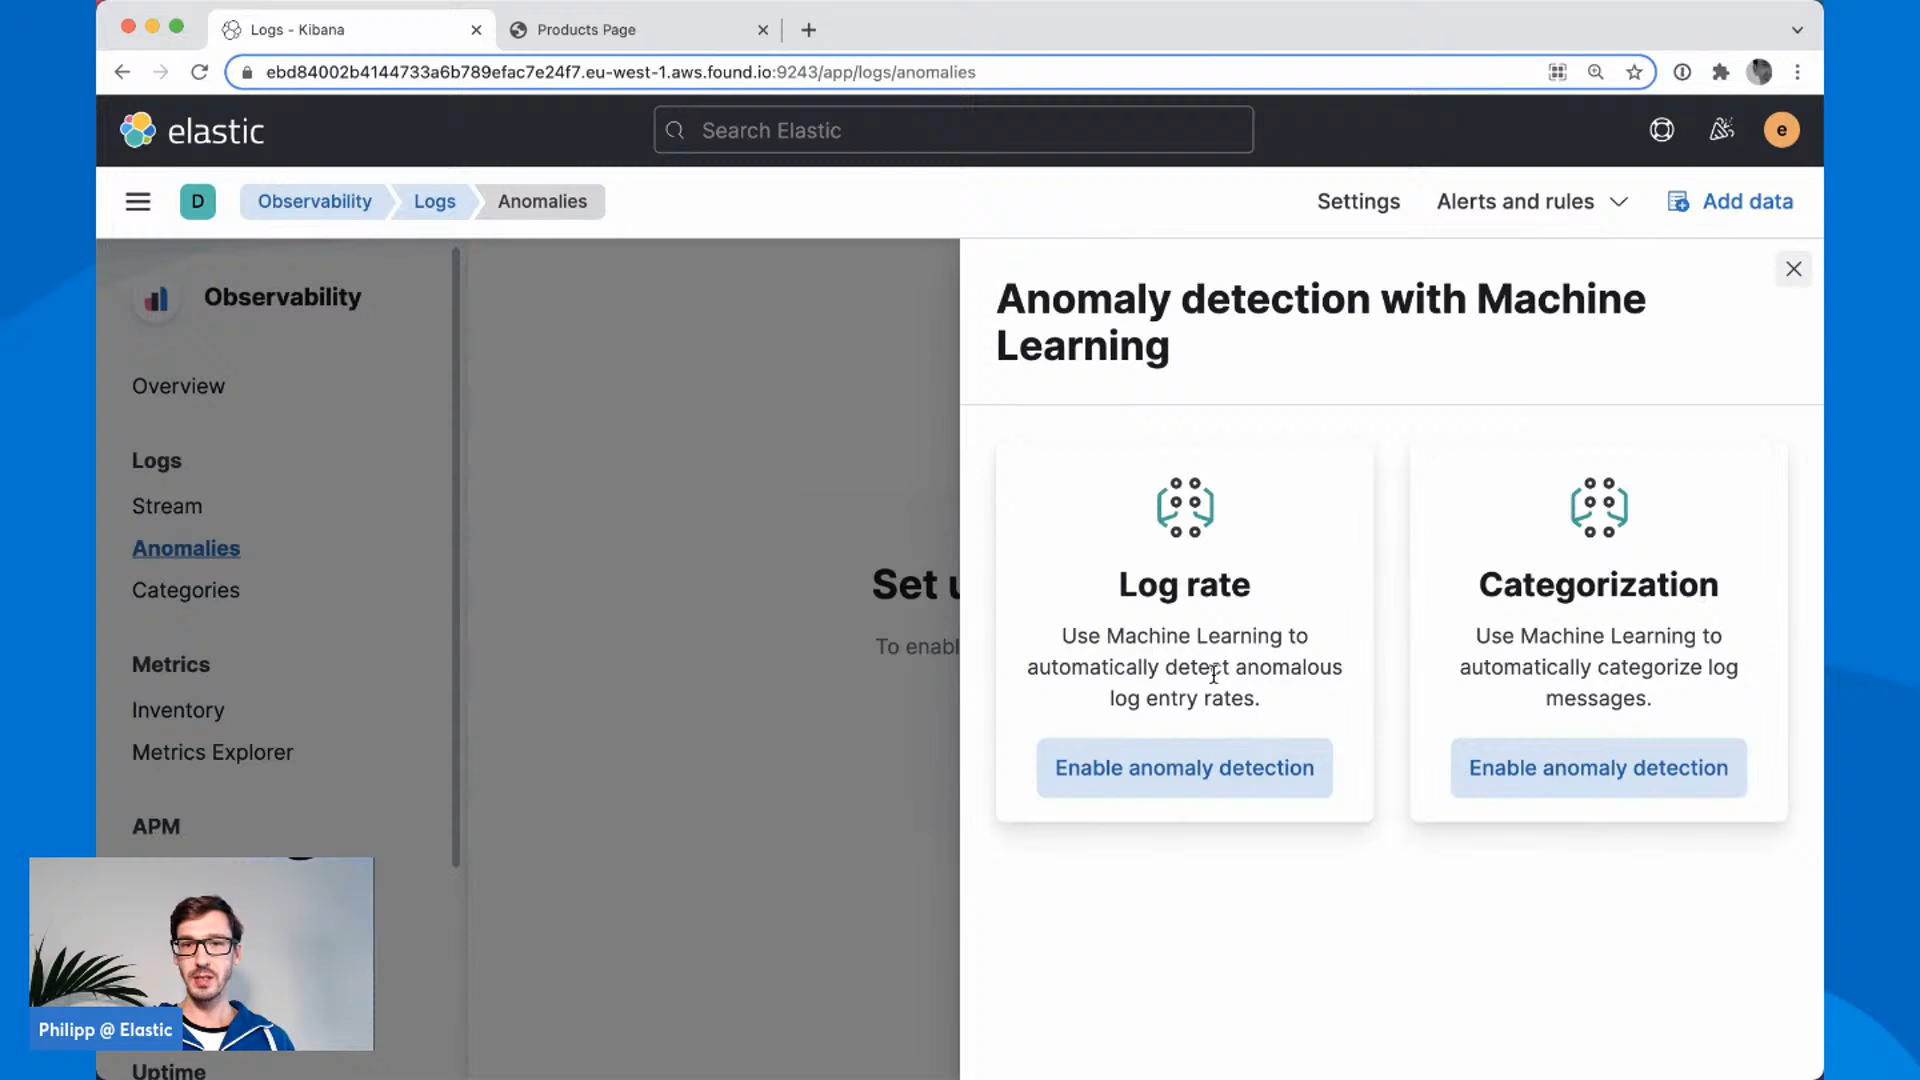 Logs - Kibana
Products Page
ebd84002b4144733a6b789efac7e24f7.eu-west-1.aws.found.io:9243/app/logs/anomalies
elastic
Search Elastic
e
D
Observability
Logs
Anomalies
Settings
Alerts and rules
Add data
Observability
Overview
Logs
Stream
Anomalies
Categories
Metrics
Inventory
Metrics Explorer
APM
Uptime
Set u
To enabl
Anomaly detection with Machine
Learning
Log rate
Use Machine Learning to
automatically detect anomalous
log entry rates.
Enable anomaly detection
Categorization
Use Machine Learning to
automatically categorize log
messages.
Enable anomaly detection
Philipp @ Elastic